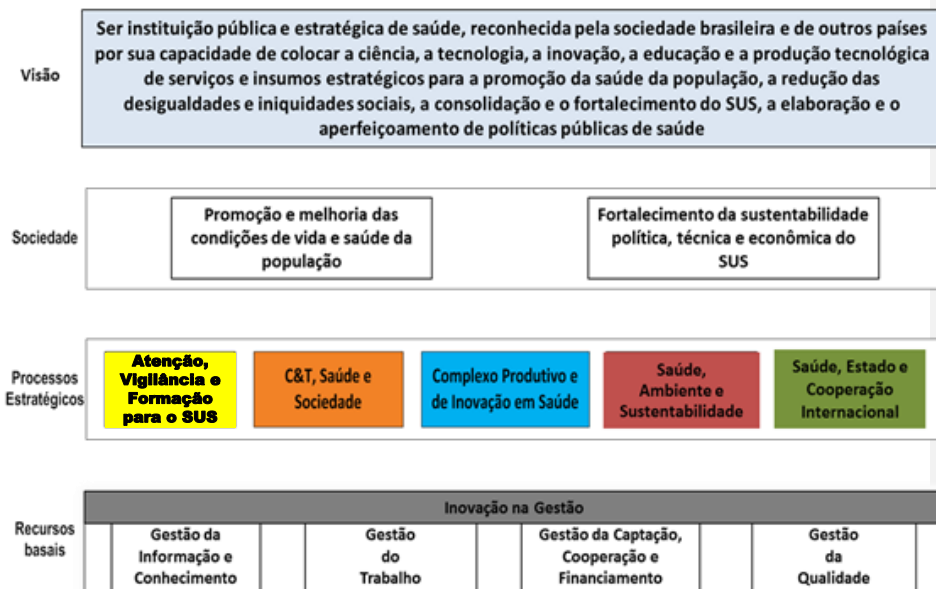 Visão
Ser instituição pública e estratégica de saúde, reconhecida pela sociedade brasileira e de outros países
por sua capacidade de colocar a ciência, a tecnologia, a inovação, a educação e a produção tecnológica
de serviços e insumos estratégicos para a promoção da saúde da população, a redução das
desigualdades e iniquidades sociais, a consolidação e o fortalecimento do SUS, a elaboração e o
aperfeiçoamento de políticas públicas de saúde
Sociedade
Promoção e melhoria das
condições de vida e saúde da
população
Fortalecimento da sustentabilidade
política, técnica e econômica do
SUS
Processos
Estratégicos
Atenção,
Vigilância e
Formação
para o SUS
C&T, Saúde e
Sociedade
Complexo Produtivo e
de Inovação em Saúde
Saúde,
Ambiente e
Sustentabilidade
Saúde, Estado e
Cooperação
Internacional
Recursos
basais
Inovação na Gestão
Gestão da
Informação e
Conhecimento
Gestão
do
Trabalho
Gestão da Captação,
Cooperação e
Financiamento
Gestão
da
Qualidade